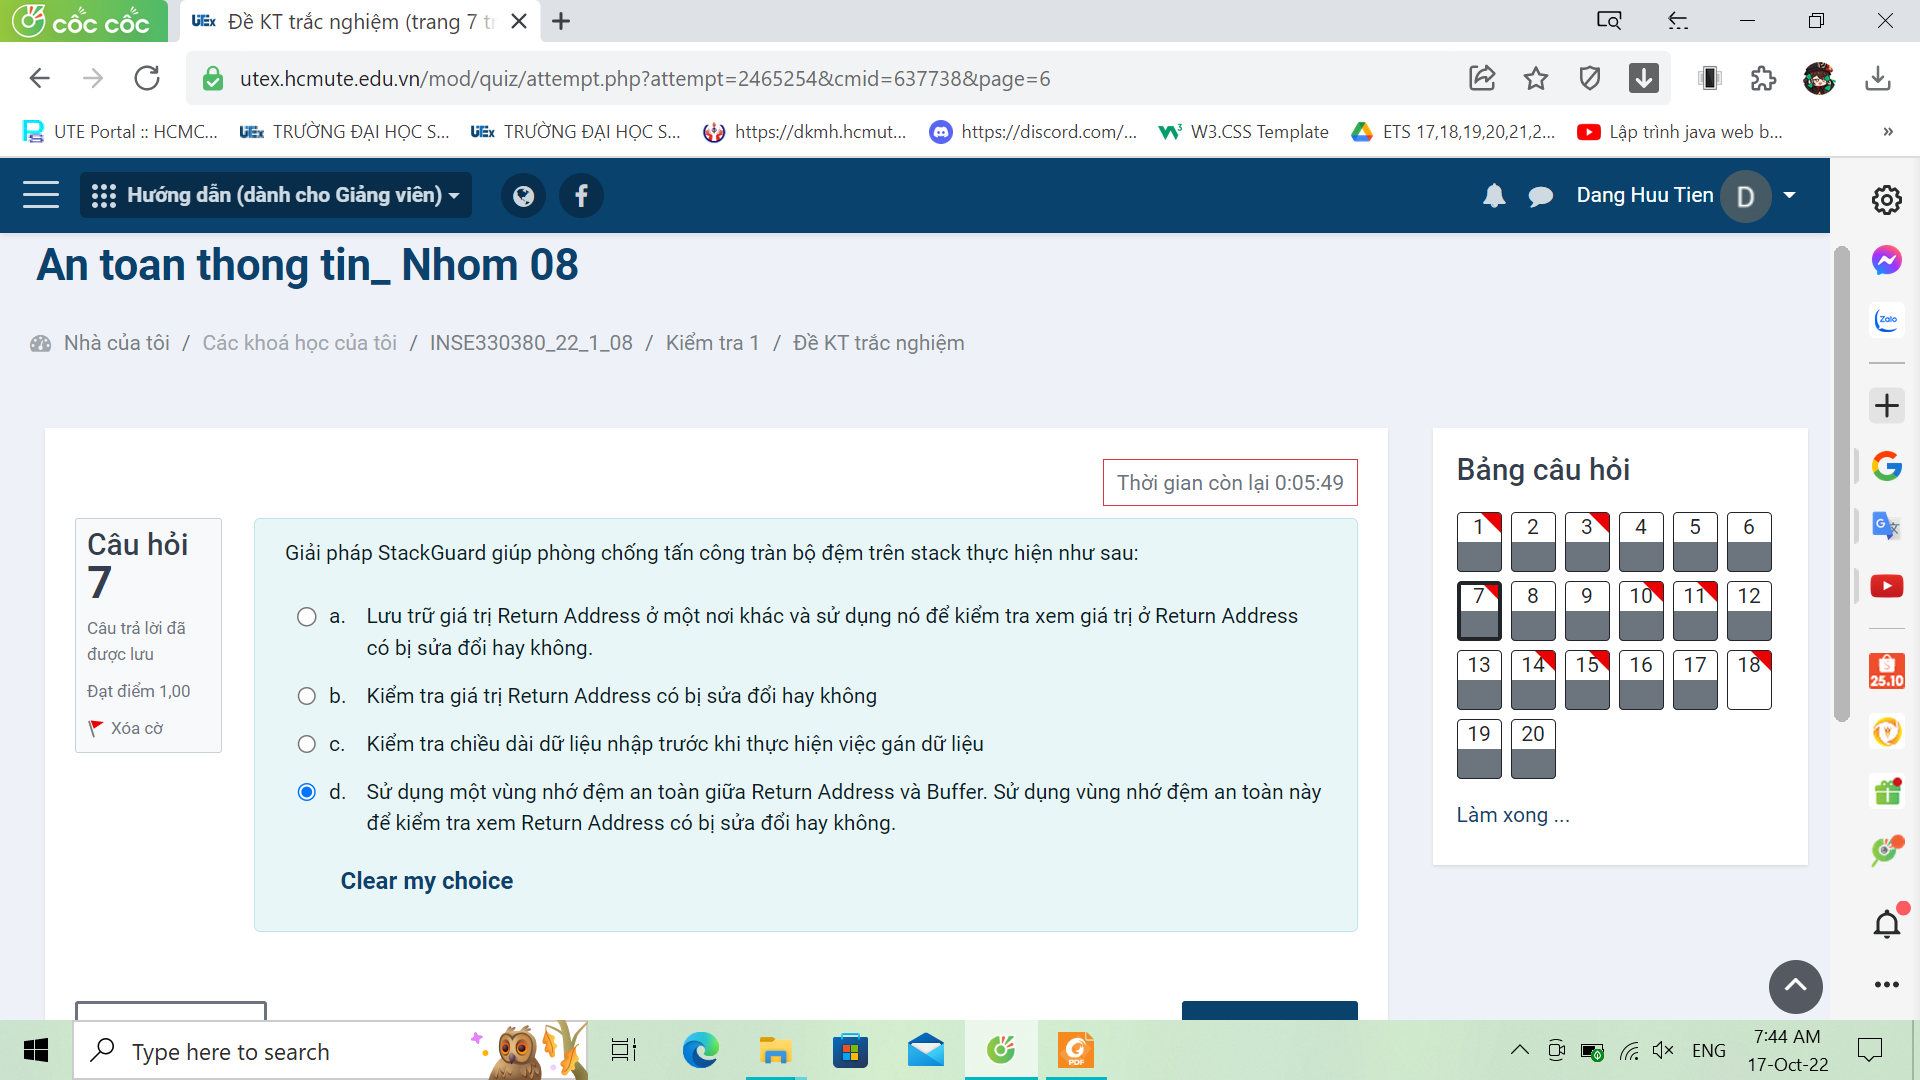 cốc cốc
UEx Đề KT trắc nghiệm (trang 7 tr
utex.hcmute.edu.vn/mod/quiz/attempt.php?attempt=2465254&cmid=637738&page=6
UTE Portal :: HCMC...
UEx TRƯỜNG ĐẠI HỌC S...
UEx TRƯỜNG ĐẠI HỌC S...
https://dkmh.hcmut...
https://discord.com/...
W3.CSS Template
ETS 17,18,19,20,21,2...
Lập trình java web b...
»
Hướng dẫn (dành cho Giảng viên)
Dang Huu Tien D
An toan thong tin_ Nhom 08
Nhà của tôi / Các khoá học của tôi / INSE330380_22_1_08 / Kiểm tra 1 / Đề KT trắc nghiệm
Thời gian còn lại 0:05:49
Câu hỏi
7
Câu trả lời đã
được lưu
Đạt điểm 1,00
Xóa cờ
Giải pháp StackGuard giúp phòng chống tấn công tràn bộ đệm trên stack thực hiện như sau:
a. Lưu trữ giá trị Return Address ở một nơi khác và sử dụng nó để kiểm tra xem giá trị ở Return Address
có bị sửa đổi hay không.
b. Kiểm tra giá trị Return Address có bị sửa đổi hay không
c. Kiểm tra chiều dài dữ liệu nhập trước khi thực hiện việc gán dữ liệu
d. Sử dụng một vùng nhớ đệm an toàn giữa Return Address và Buffer. Sử dụng vùng nhớ đệm an toàn này
để kiểm tra xem Return Address có bị sửa đổi hay không.
Clear my choice
Bảng câu hỏi
1 2 3 4 5 6
7 8 9 10 11 12
13 14 15 16 17 18
19 20
Làm xong ...
Zalo
25.10
Type here to search
PDF
ENG
7:44 AM
17-Oct-22